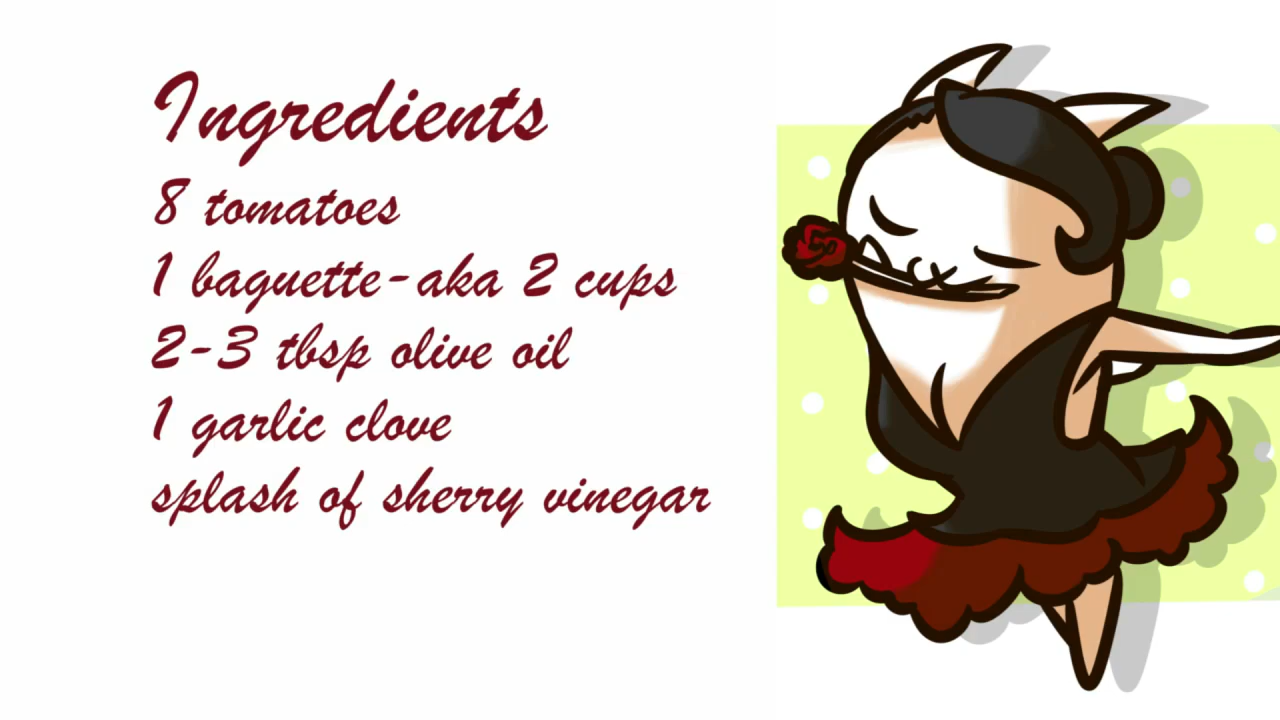 Ingredients
8 tomatoes
1 baguette-aka 2 cups
2-3 tbsp olive oil
1 garlic clove
splash of sherry vinegar